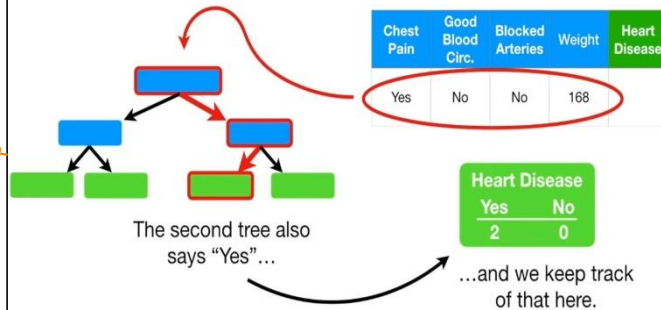 Chest Pain
Good Blood Circ.
Blocked Arteries
Weight
Heart Disease
Yes
No
No
168
The second tree also
says “Yes”...
Heart Disease
Yes No
2 0
...and we keep track
of that here.